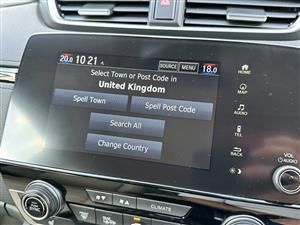 20.0 10:21 SOURCE MENU 18.0
Select Town or Post Code in
United Kingdom
Spell Town Spell Post Code
Search All
Change Country
HOME
MAP
AUDIO
TEL
BACK
VOL
AUDIO
CLIMATE